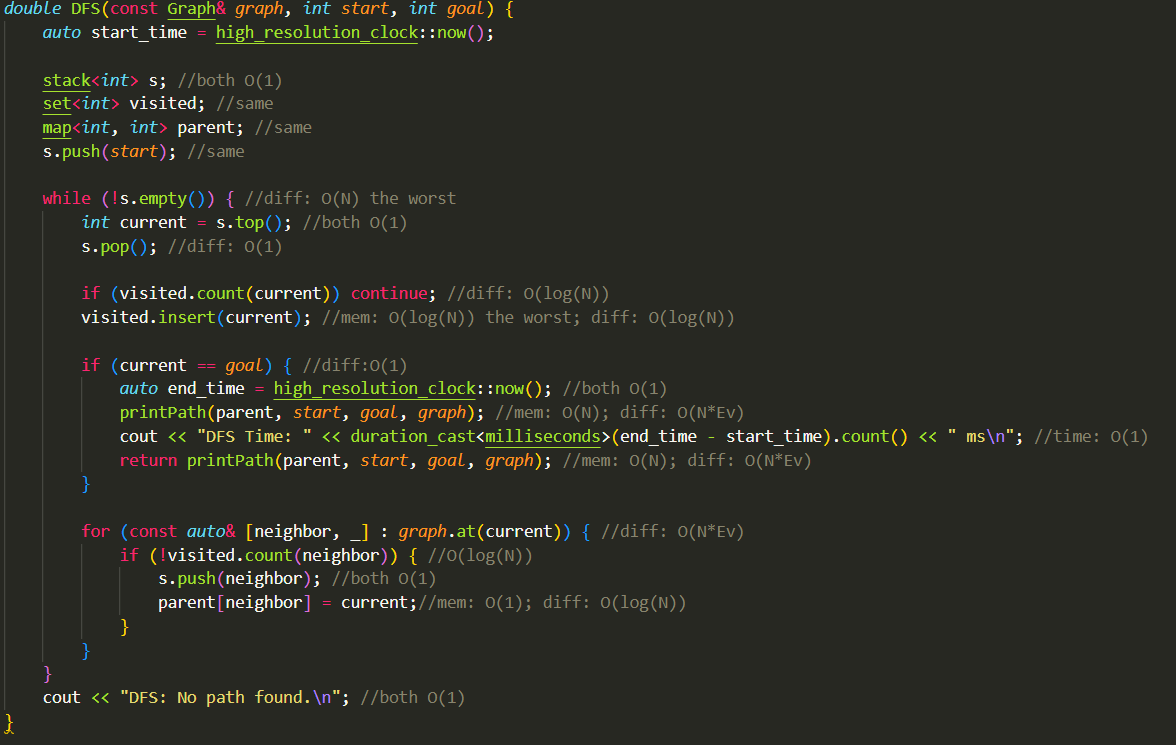 double DFS(const Graph& graph, int start, int goal) {
    auto start_time = high_resolution_clock::now();

    stack<int> s; //both O(1)
    set<int> visited; //same
    map<int, int> parent; //same
    s.push(start); //same

    while (!s.empty()) { //diff: O(N) the worst
        int current = s.top(); //both O(1)
        s.pop(); //diff: O(1)

        if (visited.count(current)) continue; //diff: O(log(N))
        visited.insert(current); //mem: O(log(N)) the worst; diff: O(log(N))

        if (current == goal) { //diff:O(1)
            auto end_time = high_resolution_clock::now(); //both O(1)
            printPath(parent, start, goal, graph); //mem: O(N); diff: O(N*Ev)
            cout << "DFS Time: " << duration_cast<milliseconds>(end_time - start_time).count() << " ms\n"; //time: O(1)
            return printPath(parent, start, goal, graph); //mem: O(N); diff: O(N*Ev)
        }

        for (const auto& [neighbor, _] : graph.at(current)) { //diff: O(N*Ev)
            if (!visited.count(neighbor)) { //O(log(N))
                s.push(neighbor); //both O(1)
                parent[neighbor] = current;//mem: O(1); diff: O(log(N))
            }
        }
    }
    cout << "DFS: No path found.\n"; //both O(1)
}